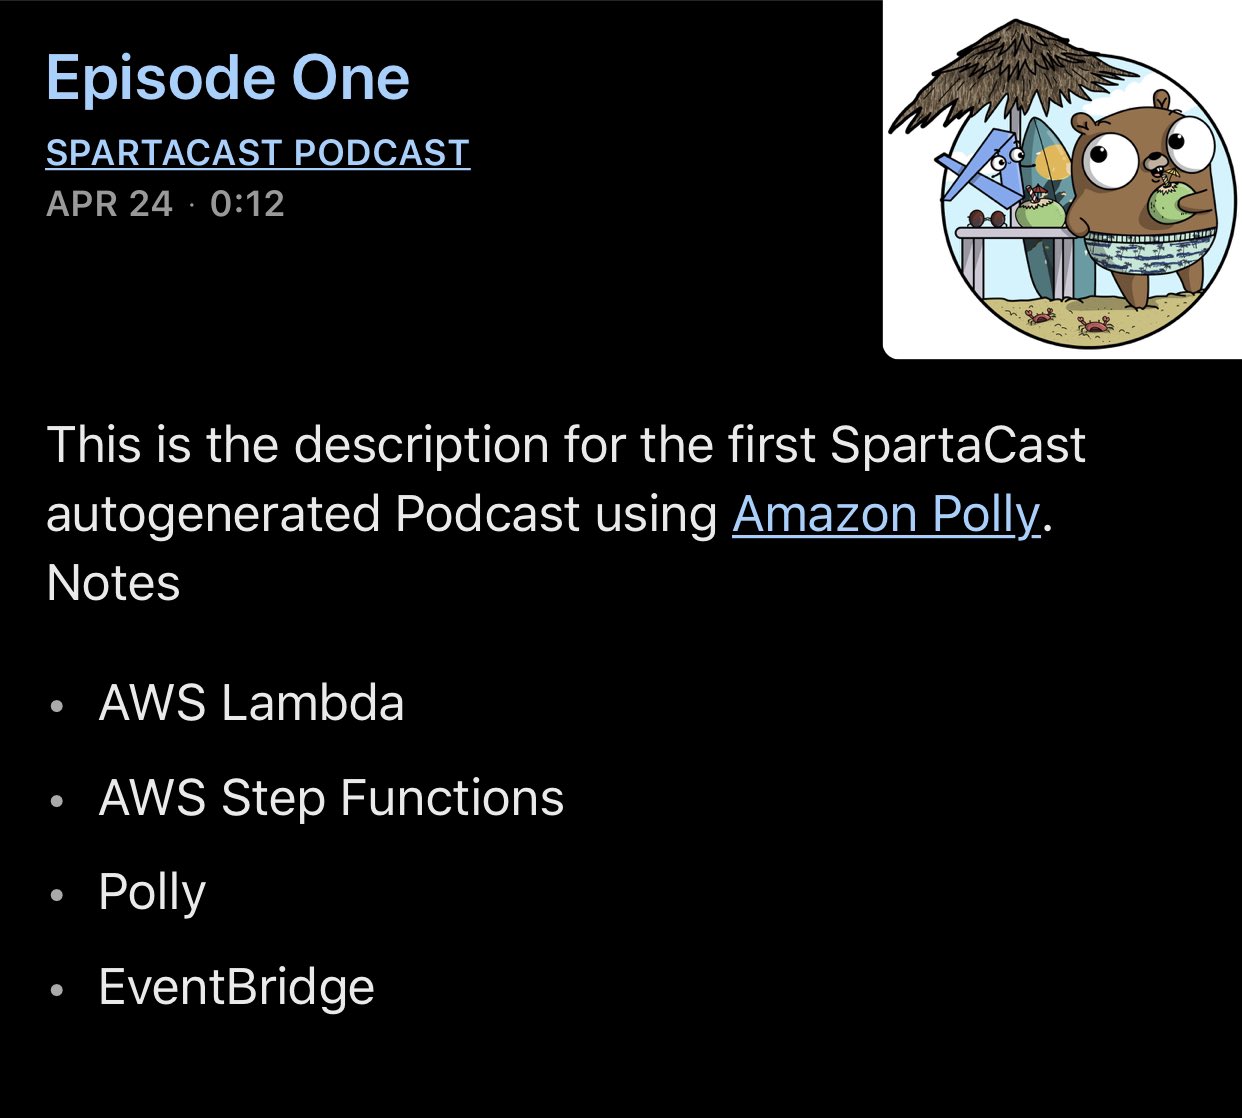 Episode One
SPARTACAST PODCAST
APR 24 · 0:12
This is the description for the first SpartaCast
autogenerated Podcast using Amazon Polly.
Notes
• AWS Lambda
• AWS Step Functions
• Polly
• EventBridge